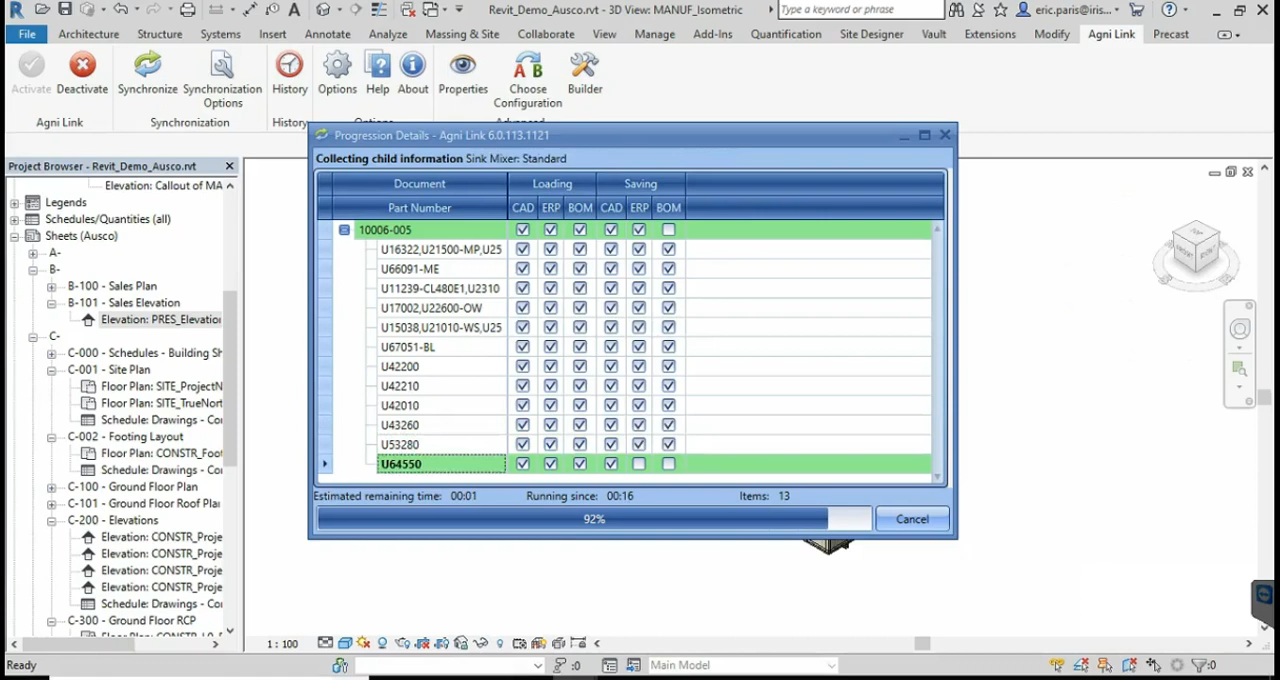 Revit_Demo_Ausco.rvt - 3D View: MANUF_Isometric
Type a keyword or phrase
eric.paris@iris...
File Architecture Structure Systems Insert Annotate Analyze Massing & Site Collaborate View Manage Add-Ins Quantification Site Designer Vault Extensions Modify Agni Link Precast
Activate Deactivate Synchronize Synchronization Options History Options Help About Properties Choose Configuration Builder
Agni Link Synchronization History
Project Browser - Revit_Demo_Ausco.rvt
Elevation: Callout of MA
Legends
Schedules/Quantities (all)
Sheets (Ausco)
A-
B-
B-100 - Sales Plan
B-101 - Sales Elevation
Elevation: PRES_Elevation
C-
C-000 - Schedules - Building Sh
C-001 - Site Plan
Floor Plan: SITE_ProjectN
Floor Plan: SITE_TrueNort
Schedule: Drawings - Co
C-002 - Footing Layout
Floor Plan: CONSTR_Foot
Schedule: Drawings - Co
C-100 - Ground Floor Plan
C-101 - Ground Floor Roof Plan
C-200 - Elevations
Elevation: CONSTR_Proje
Elevation: CONSTR_Proje
Elevation: CONSTR_Proje
Elevation: CONSTR_Proje
Schedule: Drawings - Co
C-300 - Ground Floor RCP
Progression Details - Agni Link 6.0.113.1121
Collecting child information Sink Mixer: Standard
Document Loading Saving
Part Number CAD ERP BOM CAD ERP BOM
10006-005
U16322,U21500-MP,U25
U66091-ME
U11239-CL480E1,U2310
U17002,U22600-OW
U15038,U21010-WS,U25
U67051-BL
U42200
U42210
U42010
U43260
U53280
U64550
Estimated remaining time: 00:01 Running since: 00:16 Items: 13
92%
Cancel
1 : 100
Ready
:0
Main Model
:0